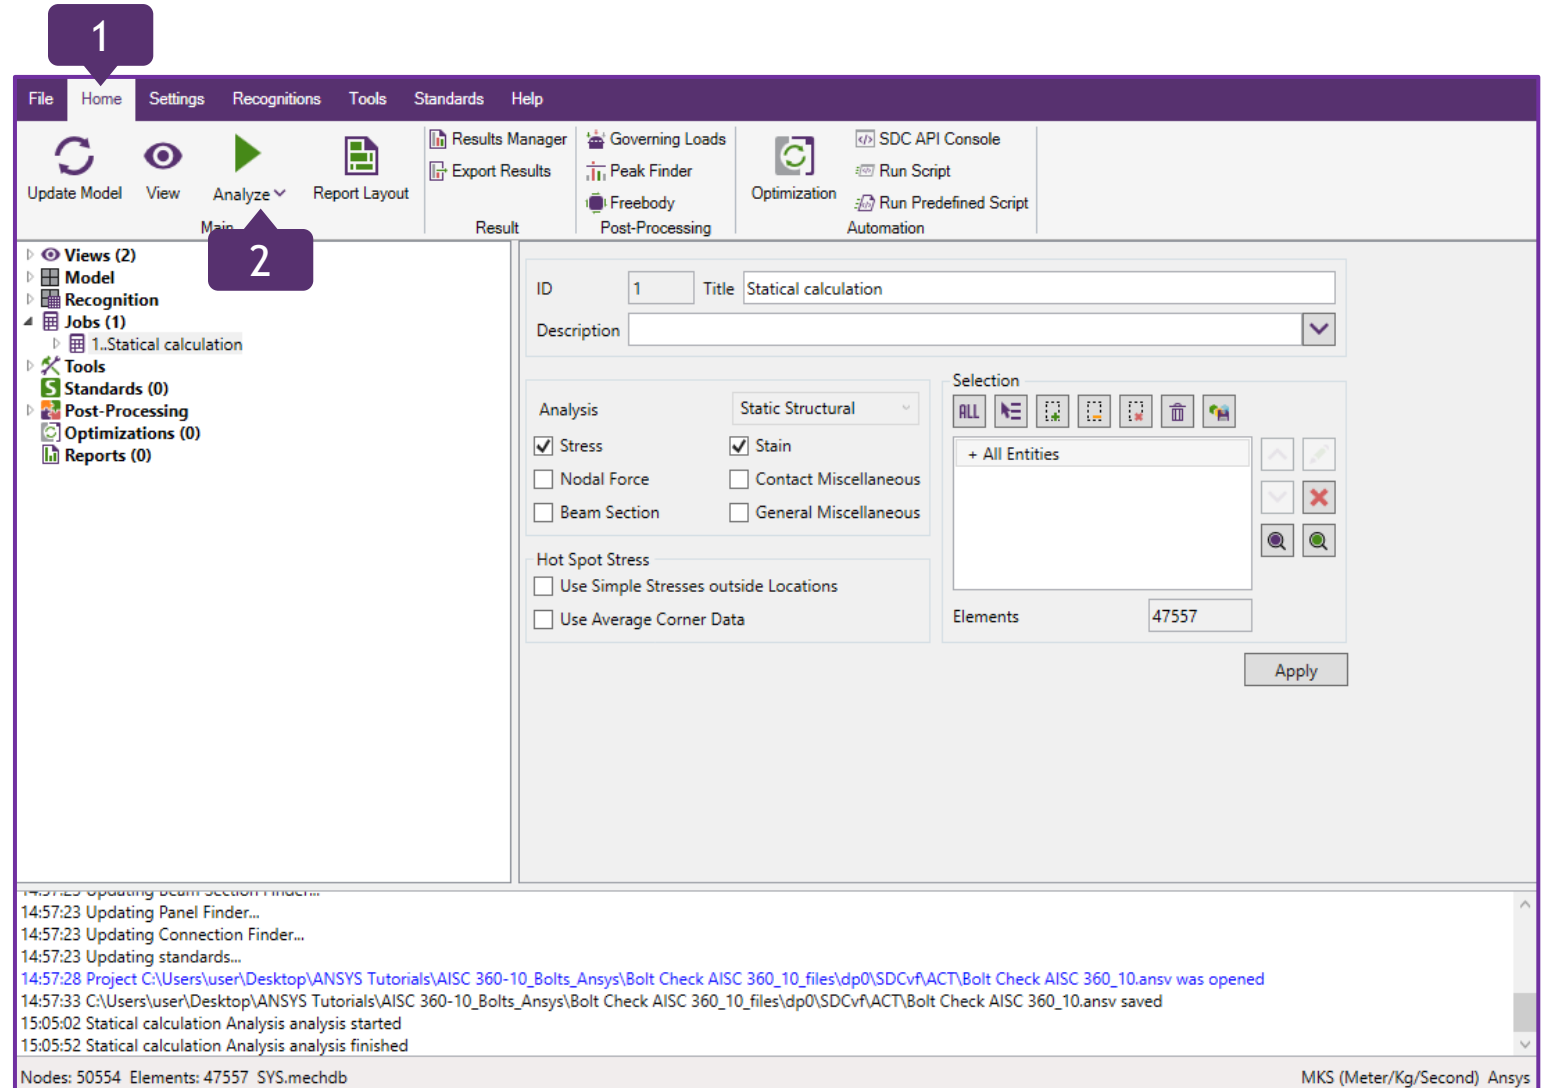 1
File Home Settings Recognitions Tools Standards Help
Update Model View Analyze Report Layout
Results Manager
Export Results
Result
Governing Loads
Peak Finder
Freebody
Post-Processing
Optimization
SDC API Console
Run Script
Run Predefined Script
Automation
Main
2
Views (2)
Model
Recognition
Jobs (1)
1..Statical calculation
Tools
Standards (0)
Post-Processing
Optimizations (0)
Reports (0)
ID 1 Title Statical calculation
Description
Analysis Static Structural
Stress Stain
Nodal Force Contact Miscellaneous
Beam Section General Miscellaneous
Hot Spot Stress
Use Simple Stresses outside Locations
Use Average Corner Data
Selection
ALL
+ All Entities
Elements 47557
Apply
14:57:23 Updating Beam Section Finder...
14:57:23 Updating Panel Finder...
14:57:23 Updating Connection Finder...
14:57:23 Updating standards...
14:57:28 Project C:\Users\user\Desktop\ANSYS Tutorials\AISC 360-10_Bolts_Ansys\Bolt Check AISC 360_10_files\dp0\SDCvf\ACT\Bolt Check AISC 360_10.ansv was opened
14:57:33 C:\Users\user\Desktop\ANSYS Tutorials\AISC 360-10_Bolts_Ansys\Bolt Check AISC 360_10_files\dp0\SDCvf\ACT\Bolt Check AISC 360_10.ansv saved
15:05:02 Statical calculation Analysis analysis started
15:05:52 Statical calculation Analysis analysis finished
Nodes: 50554 Elements: 47557 SYS.mechdb
MKS (Meter/Kg/Second) Ansys